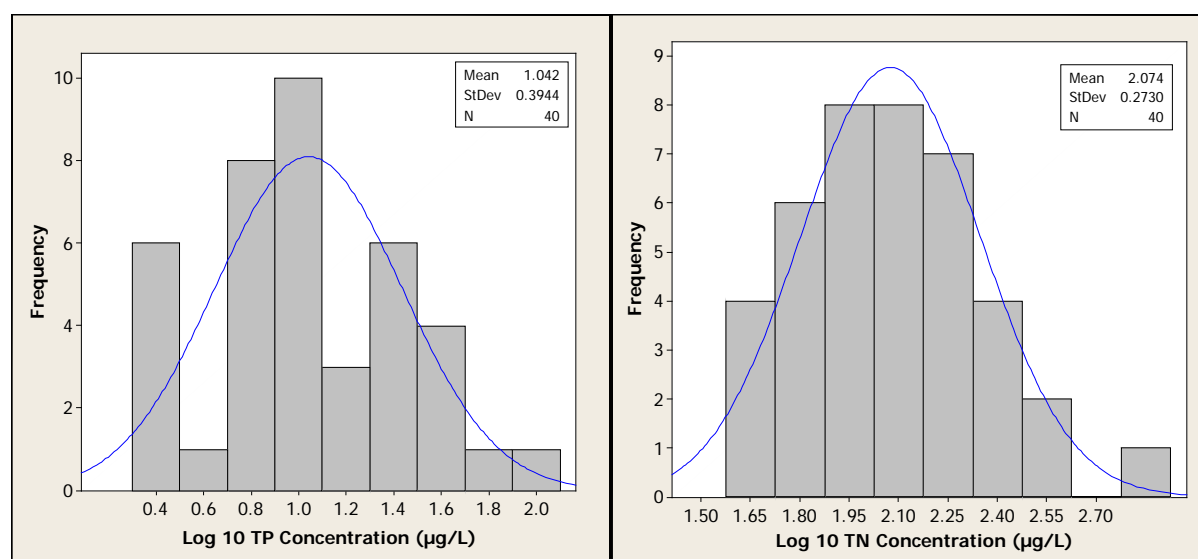 Mean 1.042
StDev 0.3944
N 40
10
8
6
4
2
0
Frequency
0.4 0.6 0.8 1.0 1.2 1.4 1.6 1.8 2.0
Log 10 TP Concentration (µg/L)
Mean 2.074
StDev 0.2730
N 40
9
8
7
6
5
4
3
2
1
0
Frequency
1.50 1.65 1.80 1.95 2.10 2.25 2.40 2.55 2.70
Log 10 TN Concentration (µg/L)